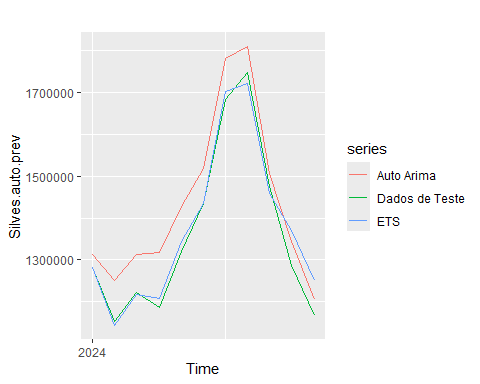 1700000
1500000
1300000
Silves.auto.prev
2024
Time
series
Auto Arima
Dados de Teste
ETS